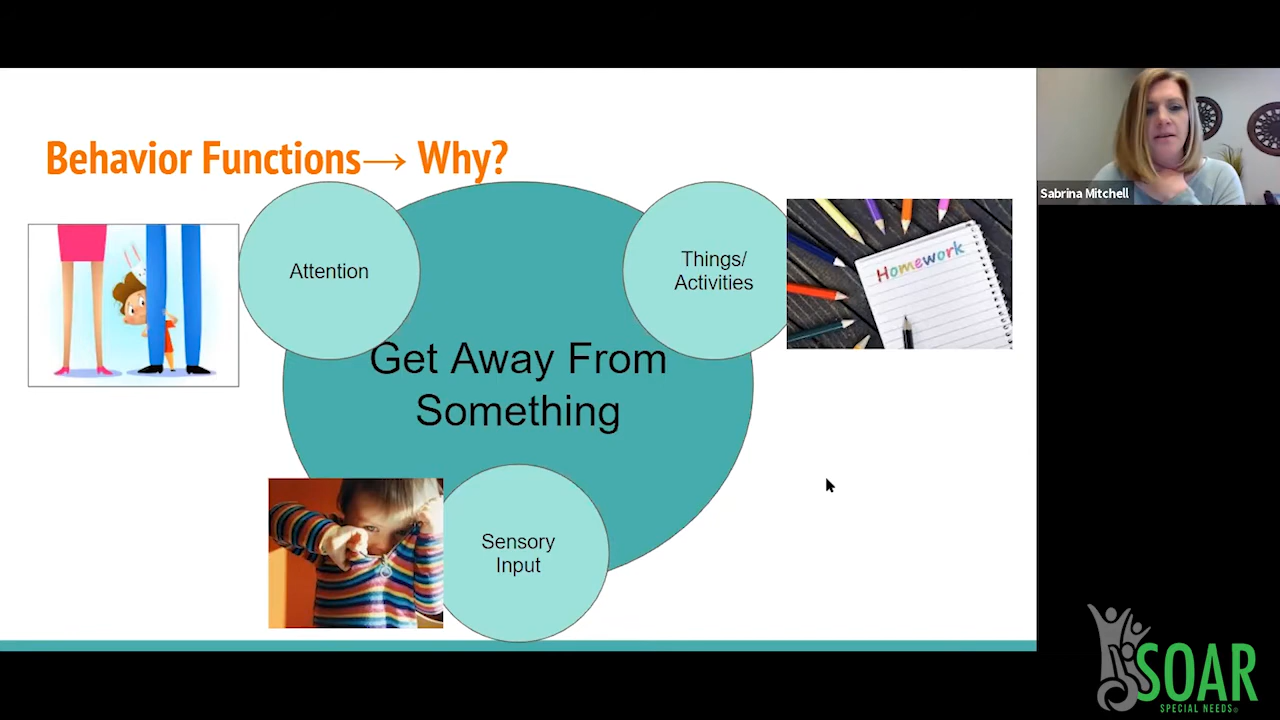 Behavior Functions→ Why?
Attention
Things/
Activities
Homework
Get Away From
Something
Sensory
Input
Sabrina Mitchell
SOAR
SPECIAL NEEDS